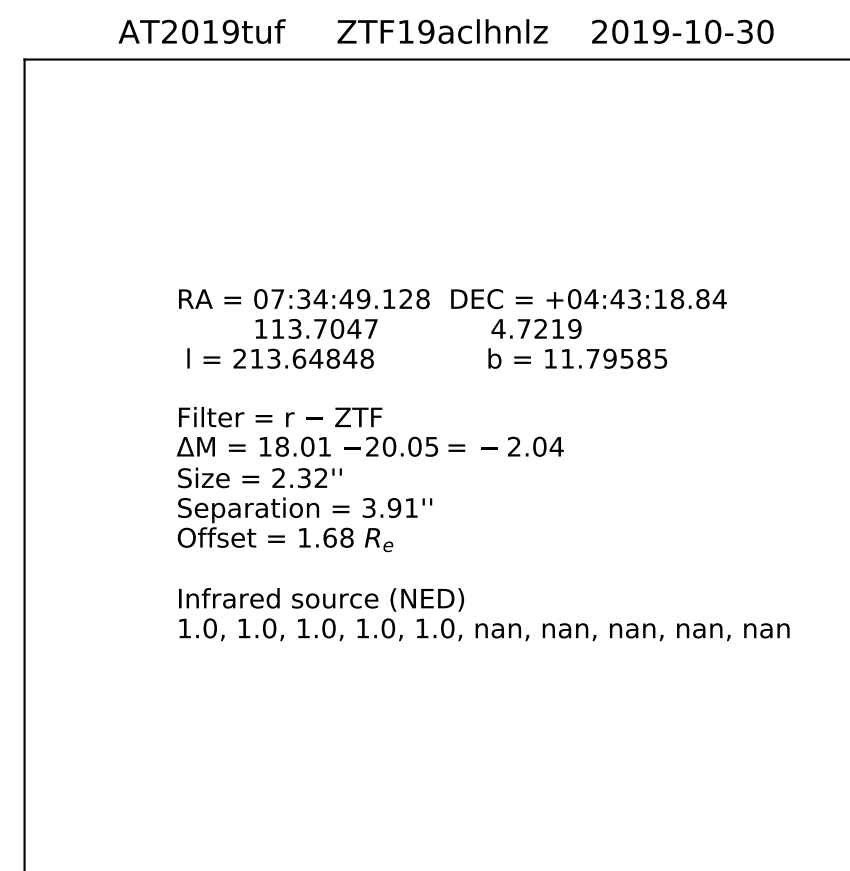 AT2019tuf ZTF19aclhnlz 2019-10-30
RA = 07:34:49.128 DEC = +04:43:18.84
113.7047 4.7219
l = 213.64848 b = 11.79585
Filter = r − ZTF
ΔM = 18.01 −20.05 = − 2.04
Size = 2.32''
Separation = 3.91''
Offset = 1.68 Rₑ
Infrared source (NED)
1.0, 1.0, 1.0, 1.0, 1.0, nan, nan, nan, nan, nan